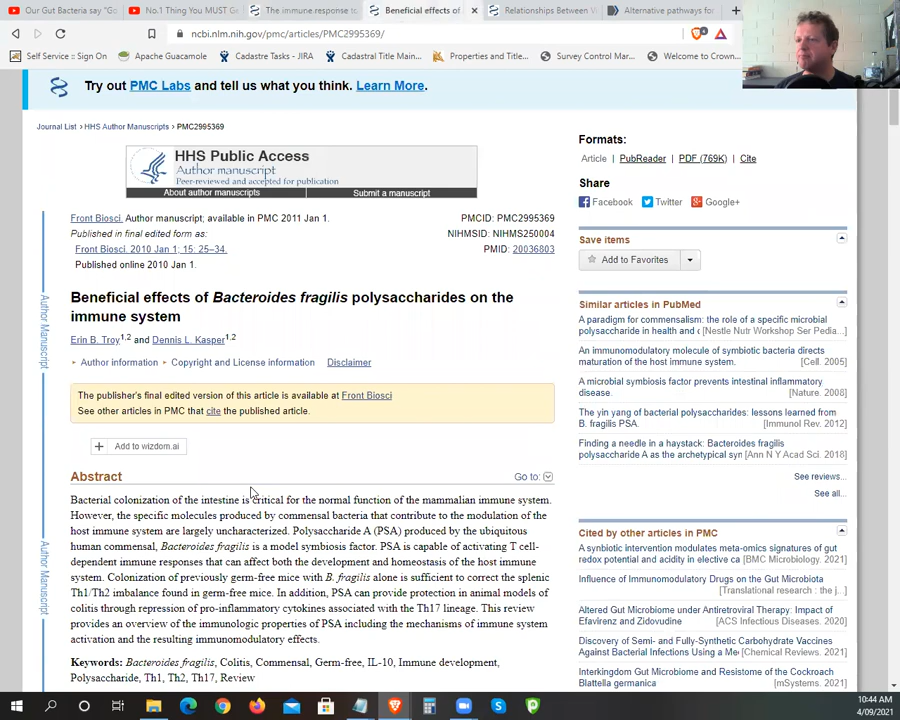 Our Gut Bacteria say "Go
No.1 Thing You MUST G
The immune response to
Beneficial effects of
Relationships Between V
Alternative pathways for
ncbi.nlm.nih.gov/pmc/articles/PMC2995369/
Self Service :: Sign On
Apache Guacamole
Cadastre Tasks - JIRA
Cadastral Title Main...
Properties and Title...
Survey Control Mar...
Welcome to Crown...
Try out PMC Labs and tell us what you think. Learn More.
Journal List > HHS Author Manuscripts > PMC2995369
HHS Public Access
Author manuscript
Peer-reviewed and accepted for publication
About author manuscripts
Submit a manuscript
Front Biosci. Author manuscript; available in PMC 2011 Jan 1.
PMCID: PMC2995369
Published in final edited form as:
NIHMSID: NIHMS250004
Front Biosci. 2010 Jan 1; 15: 25–34.
PMID: 20036803
Published online 2010 Jan 1.
Beneficial effects of Bacteroides fragilis polysaccharides on the
immune system
Erin B. Troy1,2 and Dennis L. Kasper1,2
Author information
Copyright and License information
Disclaimer
The publisher's final edited version of this article is available at Front Biosci
See other articles in PMC that cite the published article.
+ Add to wizdom.ai
Abstract
Go to:
Bacterial colonization of the intestine is critical for the normal function of the mammalian immune system.
However, the specific molecules produced by commensal bacteria that contribute to the modulation of the
host immune system are largely uncharacterized. Polysaccharide A (PSA) produced by the ubiquitous
human commensal, Bacteroides fragilis is a model symbiosis factor. PSA is capable of activating T cell-
dependent immune responses that can affect both the development and homeostasis of the host immune
system. Colonization of previously germ-free mice with B. fragilis alone is sufficient to correct the splenic
Th1/Th2 imbalance found in germ-free mice. In addition, PSA can provide protection in animal models of
colitis through repression of pro-inflammatory cytokines associated with the Th17 lineage. This review
provides an overview of the immunologic properties of PSA including the mechanisms of immune system
activation and the resulting immunomodulatory effects.
Keywords: Bacteroides fragilis, Colitis, Commensal, Germ-free, IL-10, Immune development,
Polysaccharide, Th1, Th2, Th17, Review
Author Manuscript
Author Manuscript
Formats:
Article | PubReader | PDF (769K) | Cite
Share
Facebook
Twitter
Google+
Save items
Add to Favorites
Similar articles in PubMed
A paradigm for commensalism: the role of a specific microbial
polysaccharide in health and c [Nestle Nutr Workshop Ser Pedia...]
An immunomodulatory molecule of symbiotic bacteria directs
maturation of the host immune system. [Cell. 2005]
A microbial symbiosis factor prevents intestinal inflammatory
disease. [Nature. 2008]
The yin yang of bacterial polysaccharides: lessons learned from
B. fragilis PSA. [Immunol Rev. 2012]
Finding a needle in a haystack: Bacteroides fragilis
polysaccharide A as the archetypical syn [Ann N Y Acad Sci. 2018]
See reviews...
See all...
Cited by other articles in PMC
A synbiotic intervention modulates meta-omics signatures of gut
redox potential and acidity in elective ca [BMC Microbiology. 2021]
Influence of Immunomodulatory Drugs on the Gut Microbiota
[Translational research : the j...]
Altered Gut Microbiome under Antiretroviral Therapy: Impact of
Efavirenz and Zidovudine [ACS Infectious Diseases. 2020]
Discovery of Semi- and Fully-Synthetic Carbohydrate Vaccines
Against Bacterial Infections Using a Me [Chemical Reviews. 2021]
Interkingdom Gut Microbiome and Resistome of the Cockroach
Blattella germanica [mSystems. 2021]
10:44 AM
4/09/2021